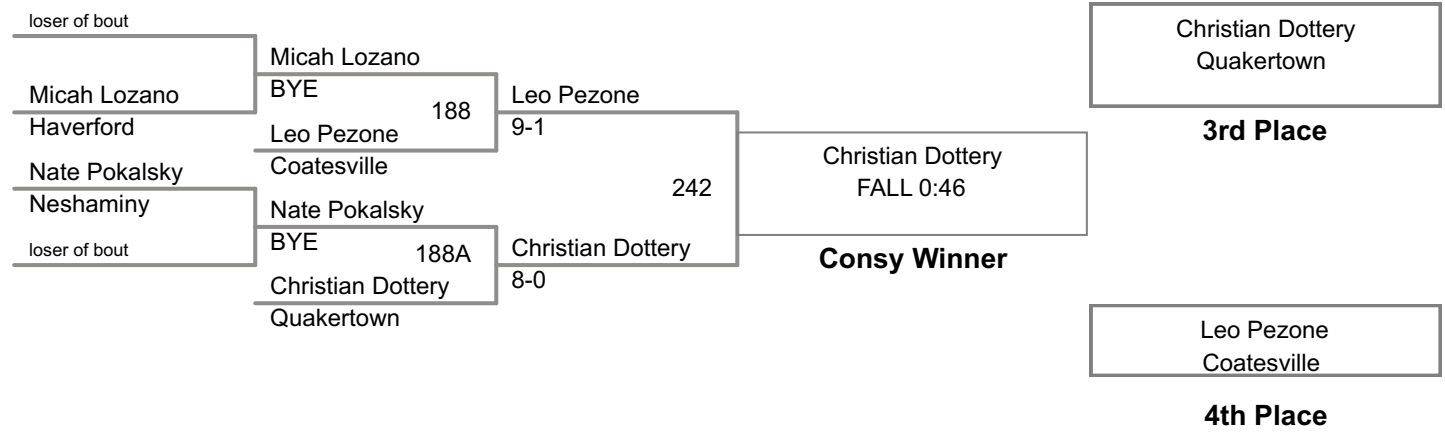 loser of bout
Micah Lozano
Haverford
Nate Pokalsky
Neshaminy
loser of bout
Micah Lozano
BYE
188
Leo Pezone
Coatesville
Nate Pokalsky
BYE
188A
Christian Dottery
Quakertown
Leo Pezone
9-1
242
Christian Dottery
8-0
Christian Dottery
FALL 0:46
Consy Winner
Christian Dottery
Quakertown
3rd Place
Leo Pezone
Coatesville
4th Place